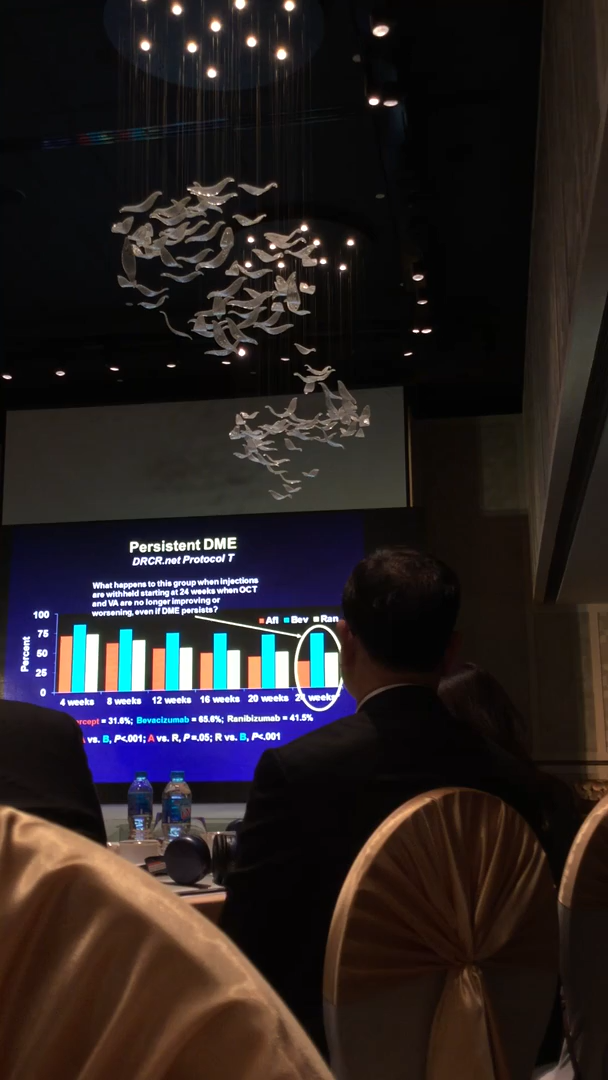 Persistent DME
DRCR.net Protocol T
What happens to this group when injections
are withheld starting at 24 weeks when OCT
and VA are no longer improving or
worsening, even if DME persists?
Afl Bev Ran
Percent
100
75
50
25
0
4 weeks 8 weeks 12 weeks 16 weeks 20 weeks weeks
ercept = 31.6%; Bevacizumab = 65.6%; Ranibizumab = 41.5%
vs. B, P<.001; A vs. R, P=.05; R vs. B, P<.001